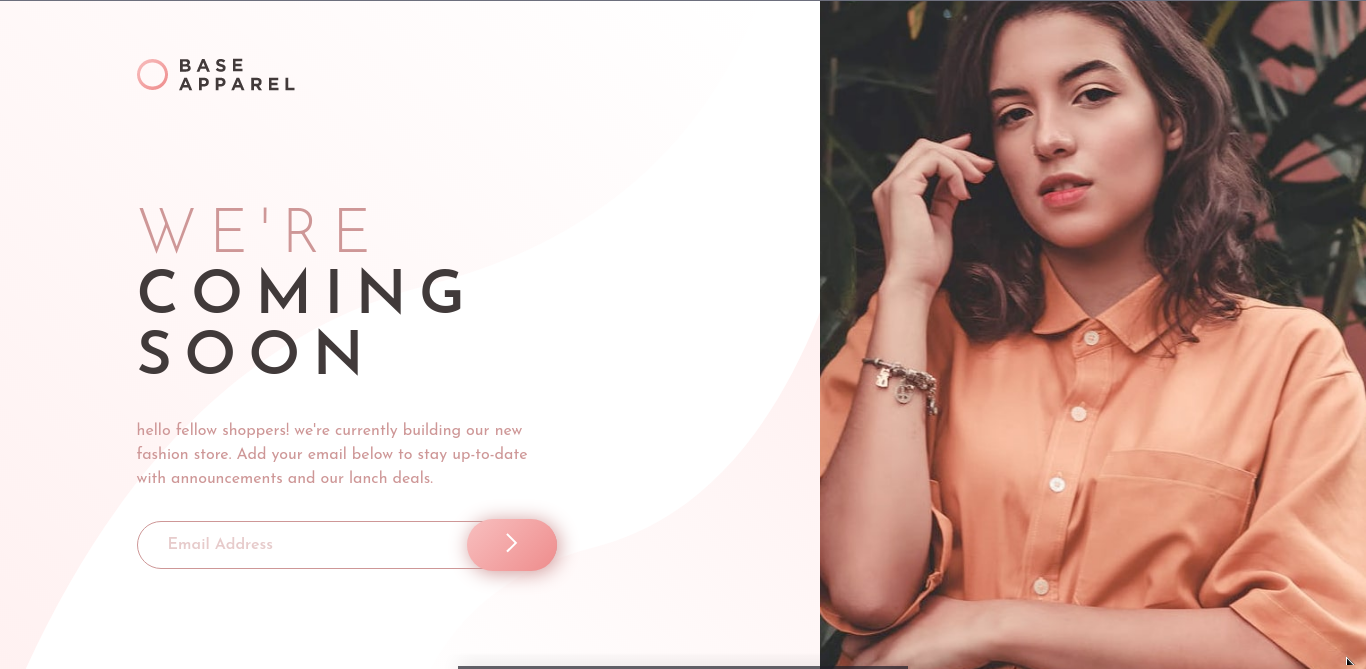 BASE
APPAREL
WE'RE
COMING
SOON
hello fellow shoppers! we're currently building our new
fashion store. Add your email below to stay up-to-date
with announcements and our lanch deals.
Email Address